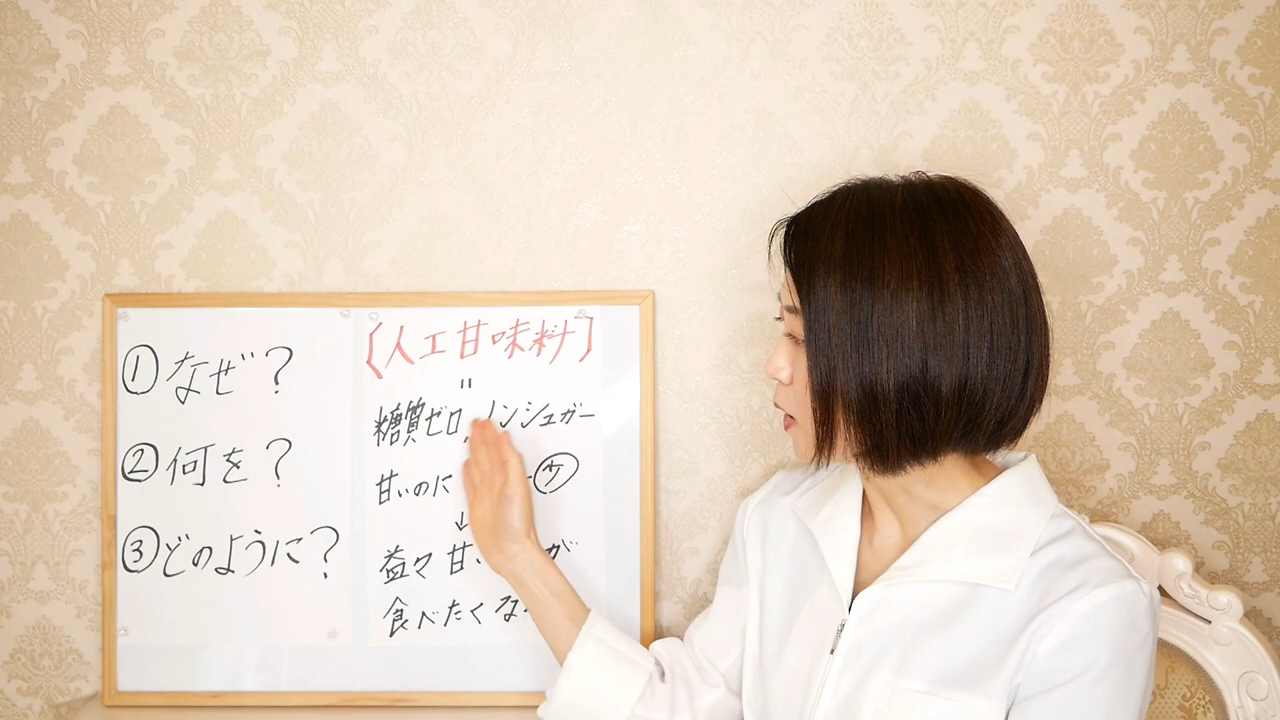 ①なぜ?
②何を?
③どのように?
[人工甘味料]
=
糖質ゼロ ノンシュガー
甘いのに ㋒
↓
益々甘 が
食べたくな